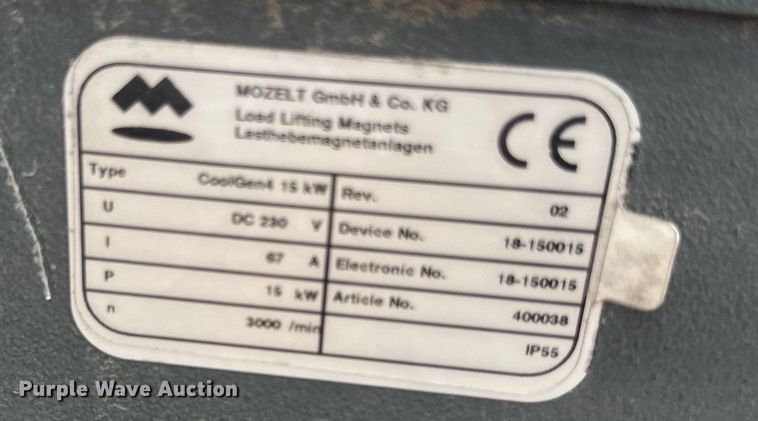 MOZELT GmbH & Co. KG
Load Lifting Magnets
Lasthebemagnetanlagen
CE
Type CoolGen4 15 kW Rev. 02
U DC 230 V Device No. 18-150015
I 67 A Electronic No. 18-150015
P 15 kW Article No. 400038
n 3000 /min IP55
Purple Wave Auction